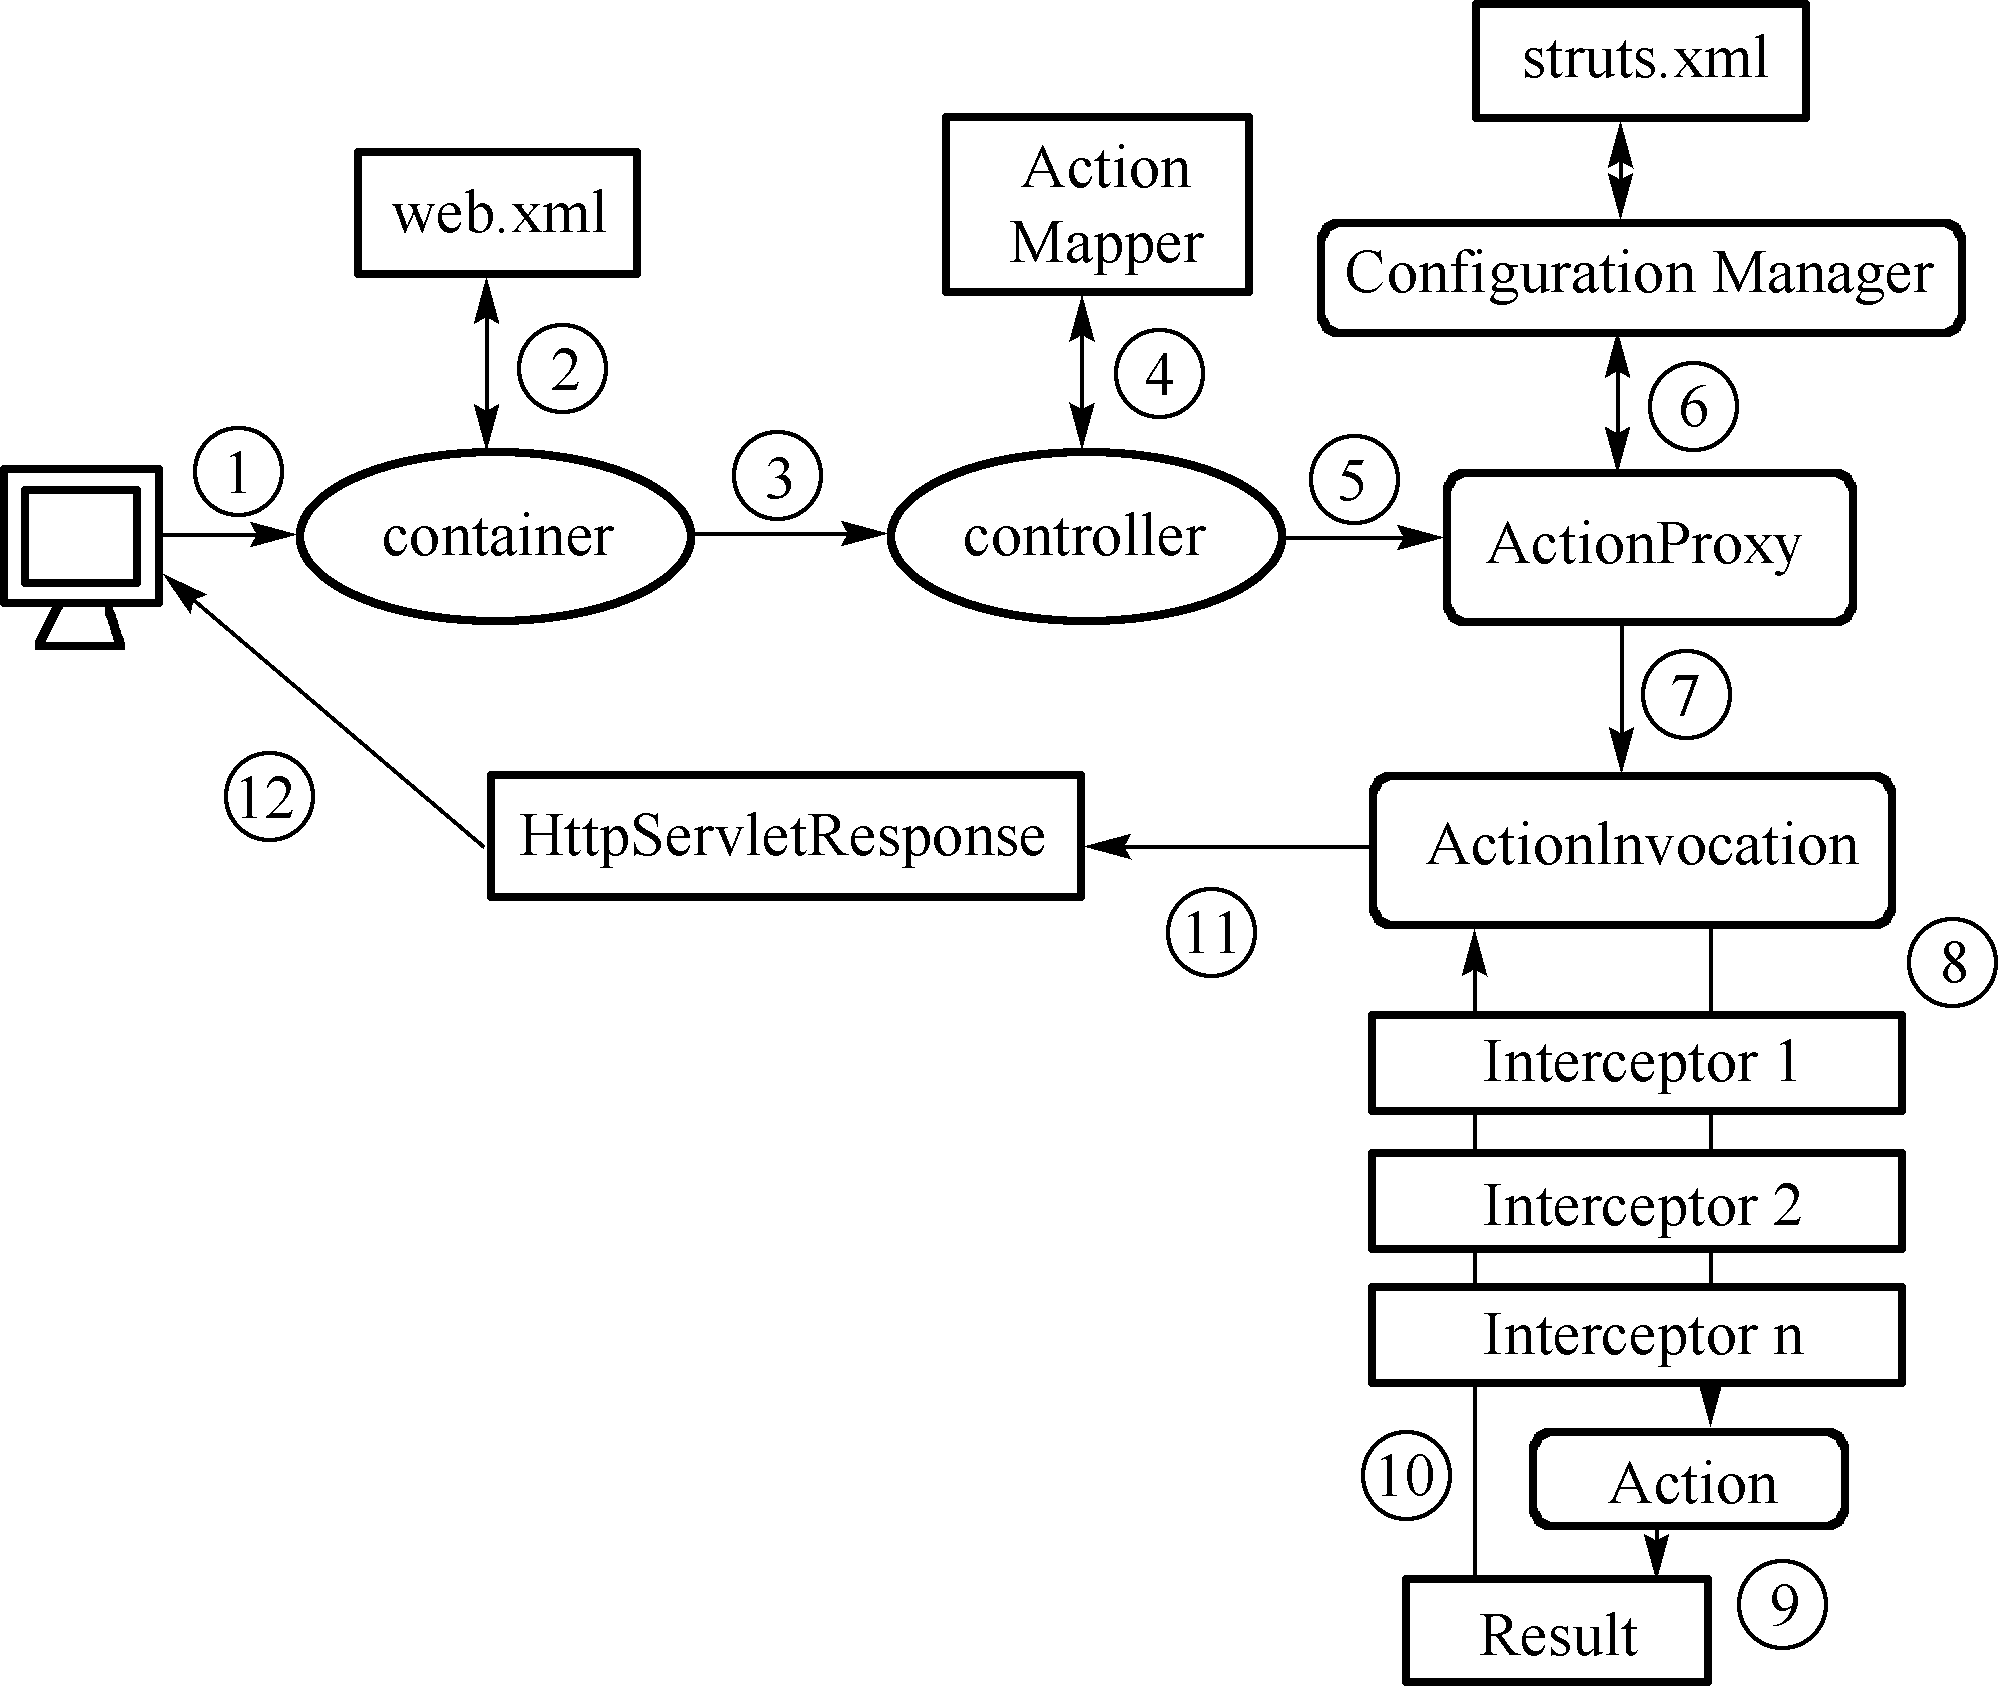 struts.xml
web.xml
Action
Mapper
Configuration Manager
2
4
6
1
3
5
container
controller
ActionProxy
7
12
HttpServletResponse
ActionInvocation
11
8
Interceptor 1
Interceptor 2
Interceptor n
10
Action
9
Result